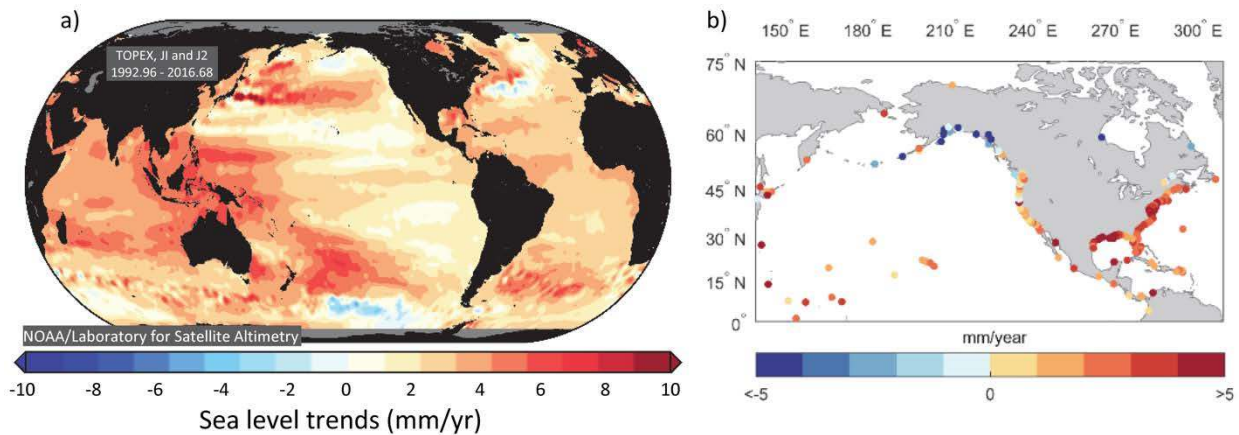 a)
TOPEX, JI and J2
1992.96 - 2016.68
NOAA/Laboratory for Satellite Altimetry
-10 -8 -6 -4 -2 0 2 4 6 8 10
Sea level trends (mm/yr)
b)
150°E 180°E 210°E 240°E 270°E 300°E
75°N
60°N
45°N
30°N
15°N
0°
mm/year
<-5 0 >5